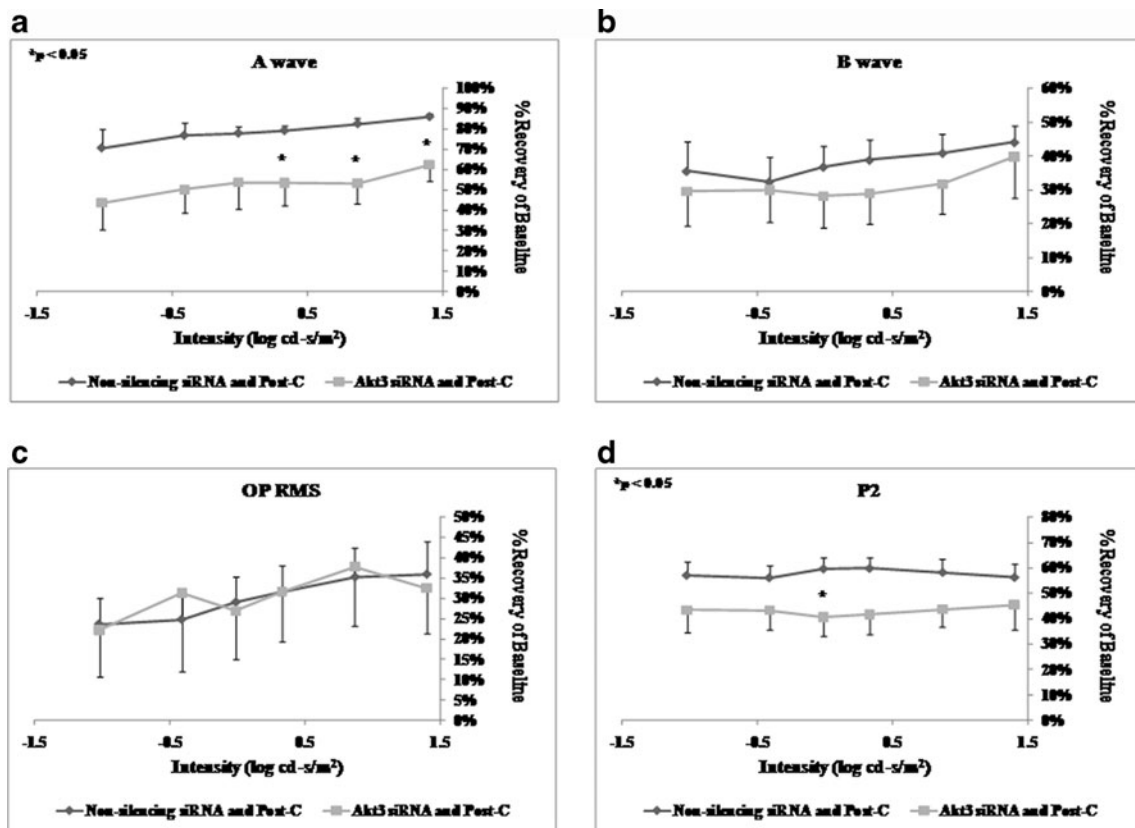 a
*p < 0.05
A wave
100%
90%
80%
70%
60%
50%
40%
30%
20%
10%
0%
% Recovery of Baseline
*
*
*
-1.5
-0.5
0.5
1.5
Intensity (log cd-s/m²)
Non-silencing siRNA and Post-C
Akt3 siRNA and Post-C
b
B wave
60%
50%
40%
30%
20%
10%
0%
% Recovery of Baseline
-1.5
-0.5
0.5
1.5
Intensity (log cd-s/m²)
Non-silencing siRNA and Post-C
Akt3 siRNA and Post-C
c
OP RMS
50%
45%
40%
35%
30%
25%
20%
15%
10%
5%
0%
% Recovery of Baseline
-1.5
-0.5
0.5
1.5
Intensity (log cd-s/m²)
Non-silencing siRNA and Post-C
Akt3 siRNA and Post-C
d
*p < 0.05
P2
80%
70%
60%
50%
40%
30%
20%
10%
0%
% Recovery of Baseline
*
-1.5
-0.5
0.5
1.5
Intensity (log cd-s/m²)
Non-silencing siRNA and Post-C
Akt3 siRNA and Post-C